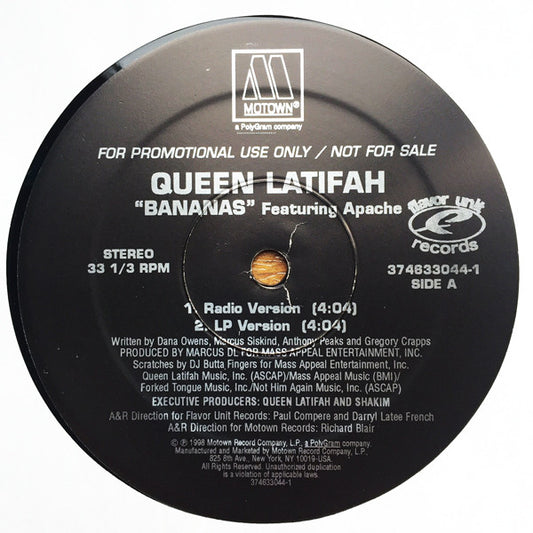 MOTOWN®
a PolyGram company
FOR PROMOTIONAL USE ONLY / NOT FOR SALE
QUEEN LATIFAH
"BANANAS" Featuring Apache
flavor unit
records
STEREO
33 1/3 RPM
374633044-1
SIDE A
1. Radio Version (4:04)
2. LP Version (4:04)
Written by Dana Owens, Marcus Siskind, Anthony Peaks and Gregory Crapps
PRODUCED BY MARCUS DL FOR MASS APPEAL ENTERTAINMENT, INC.
Scratches by DJ Butta Fingers for Mass Appeal Entertainment, Inc.
Queen Latifah Music, Inc. (ASCAP)/Mass Appeal Music (BMI)/
Forked Tongue Music, Inc./Not Him Again Music, Inc. (ASCAP)
EXECUTIVE PRODUCERS: QUEEN LATIFAH AND SHAKIM
A&R Direction for Flavor Unit Records: Paul Compere and Darryl Latee French
A&R Direction for Motown Records: Richard Blair
℗ © 1998 Motown Record Company, L.P., a PolyGram Company.
Manufactured and Marketed by Motown Record Company, L.P.
825 8th Ave., New York, NY 10019-USA
All Rights Reserved. Unauthorized duplication
is a violation of applicable laws.
374633044-1